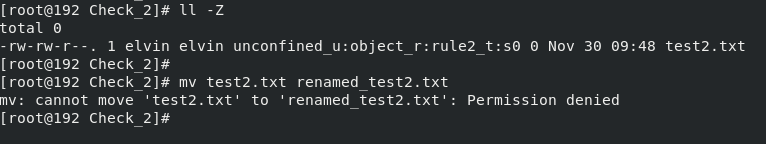 [root@192 Check_2]# ll -Z
total 0
-rw-rw-r--. 1 elvin elvin unconfined_u:object_r:rule2_t:s0 0 Nov 30 09:48 test2.txt
[root@192 Check_2]#
[root@192 Check_2]# mv test2.txt renamed_test2.txt
mv: cannot move 'test2.txt' to 'renamed_test2.txt': Permission denied
[root@192 Check_2]#